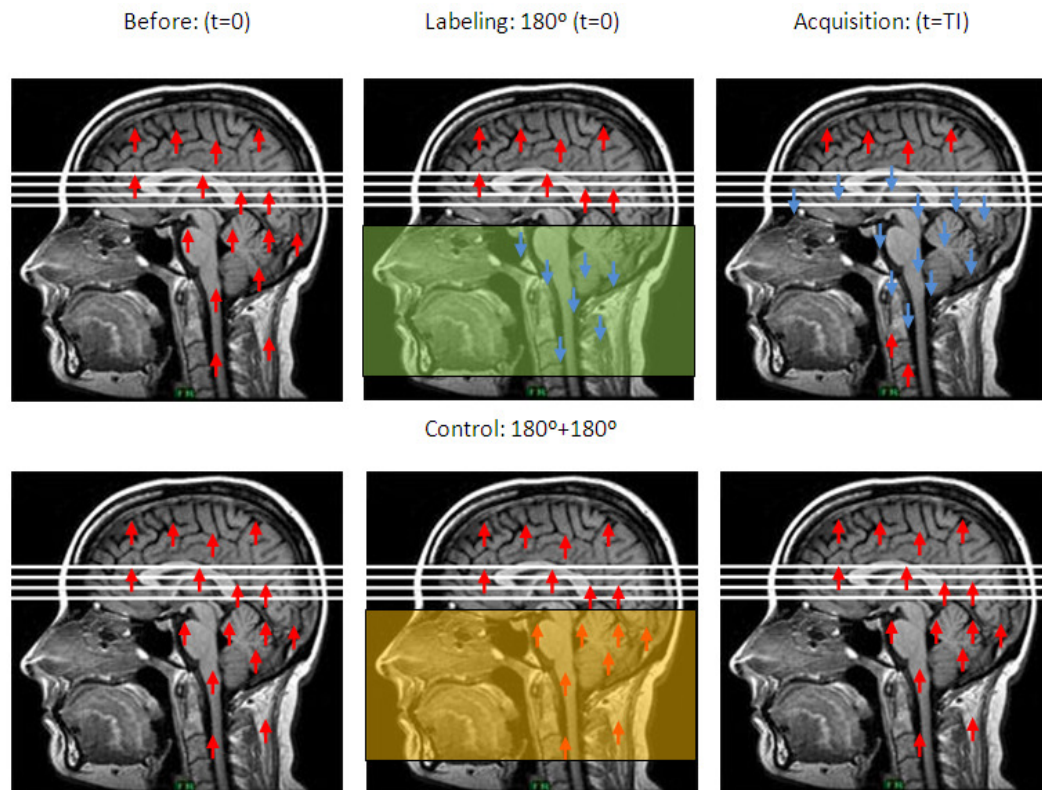 Before: (t=0)
Labeling: 180º (t=0)
Acquisition: (t=TI)
Control: 180º+180º